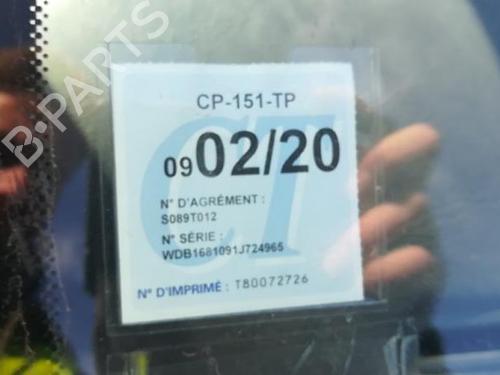 B-PARTS
CP-151-TP
09 02/20
CT
N° D'AGRÉMENT :
S089T012
N° SÉRIE :
WDB1681091J724965
N° D'IMPRIMÉ : T80072726